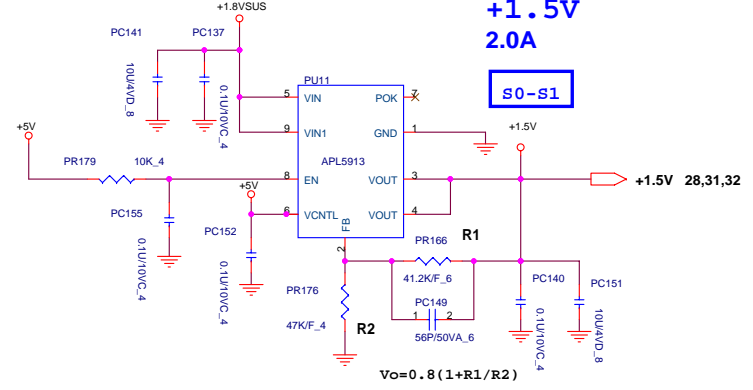 +1.8VSUS
+1.5V
2.0A
S0-S1
PC141
PC137
10U/4VD_8
0.1U/10VC_4
PU11
5
VIN
POK
7
9
VIN1
GND
1
APL5913
+5V
+1.5V
PR179
10K_4
8
EN
VOUT
3
+1.5V 28,31,32
+5V
6
VCNTL
VOUT
4
FB
2
PC155
0.1U/10VC_4
PC152
0.1U/10VC_4
PR166
R1
41.2K/F_6
PC149
1
2
56P/50VA_6
PR176
47K/F_4
R2
PC140
0.1U/10VC_4
PC151
10U/4VD_8
Vo=0.8(1+R1/R2)